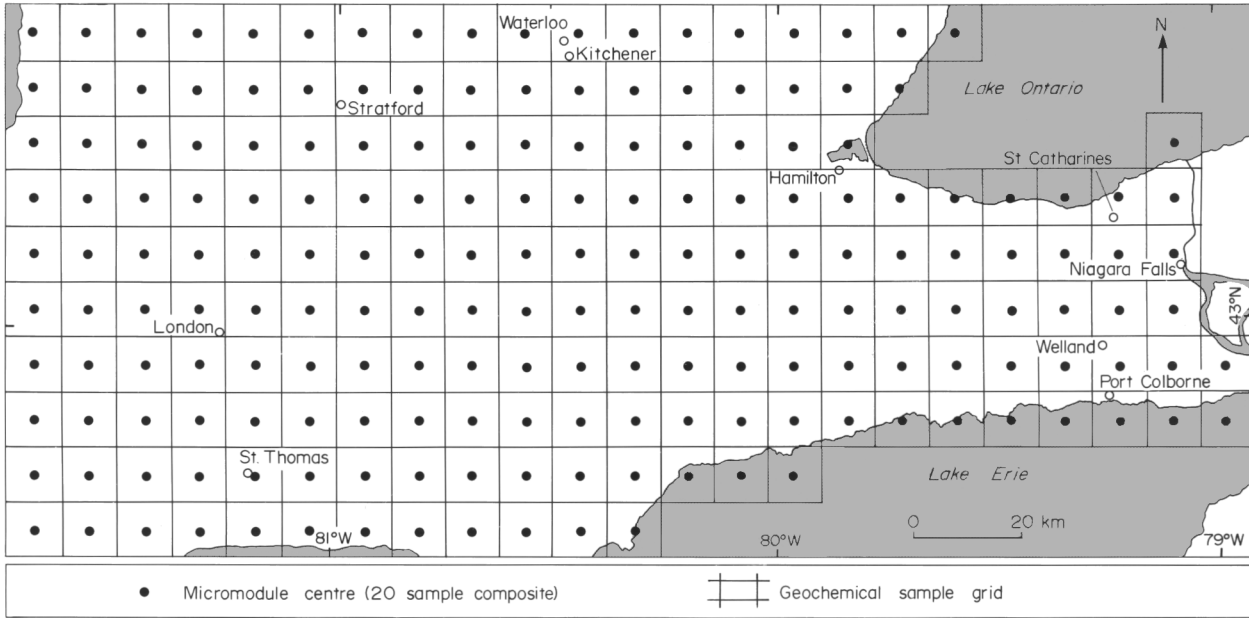 Waterloo
Kitchener
N
Lake Ontario
Stratford
St Catharines
Hamilton
Niagara Falls
43°N
London
Welland
Port Colborne
St. Thomas
Lake Erie
0 20 km
81°W
80°W
79°W
Micromodule centre (20 sample composite)
Geochemical sample grid